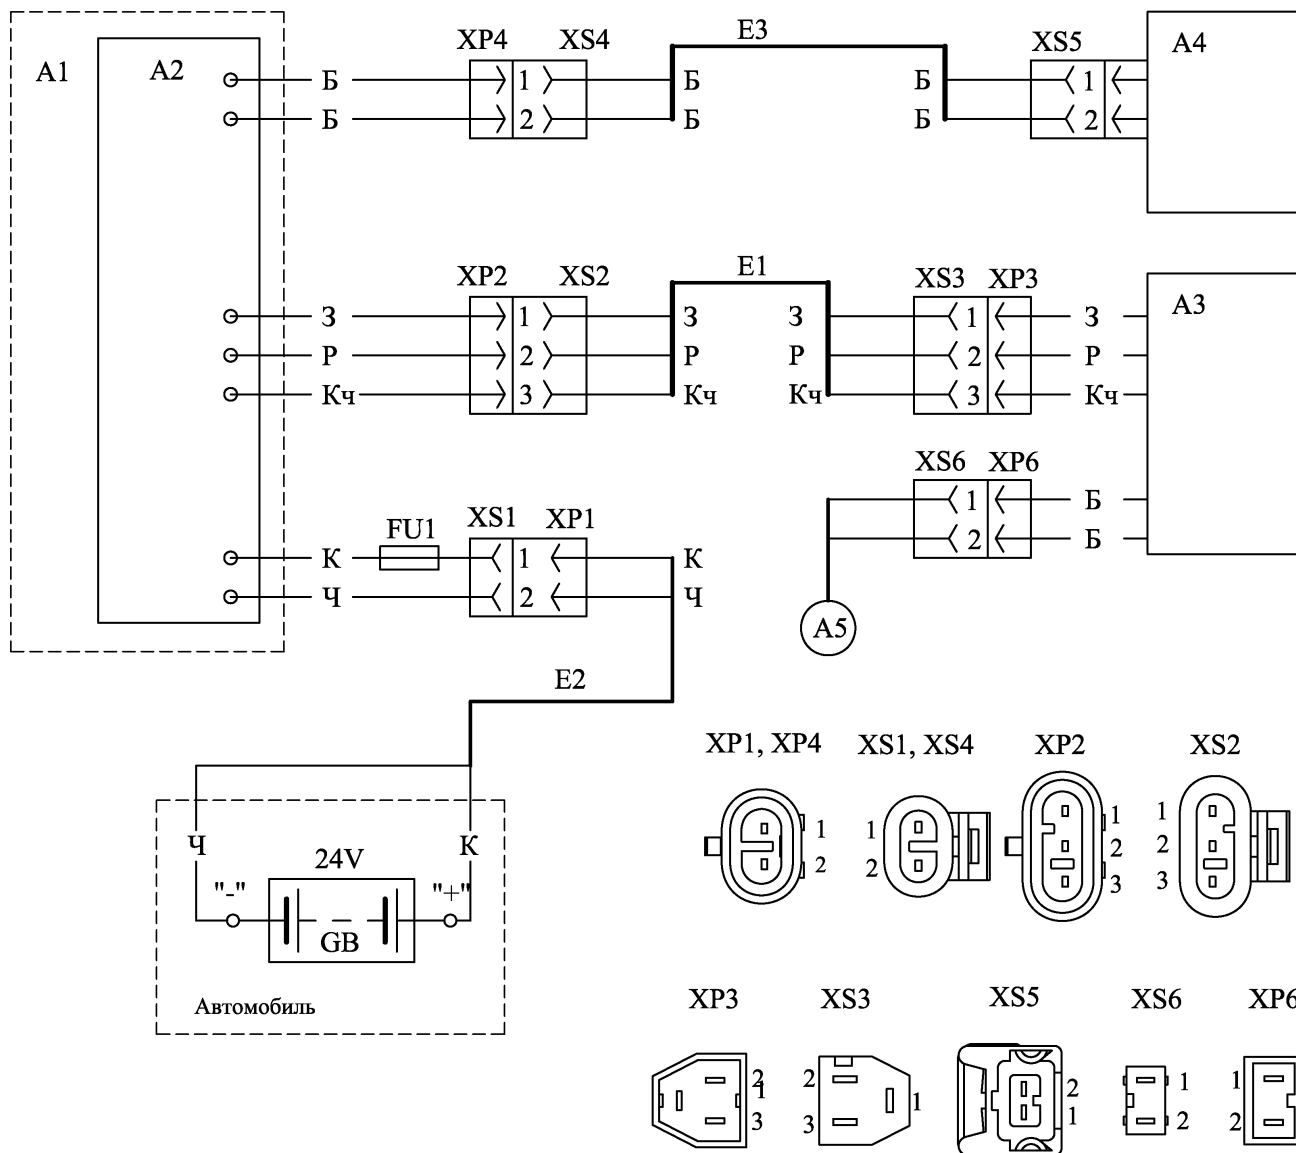 E3
XP4 XS4 XS5 A4
A1 A2
Б 1 Б Б 1
Б 2 Б Б 2
XP2 XS2 E1 XS3 XP3
A3
З 1 З З 1 З
Р 2 Р Р 2 Р
Кч 3 Кч Кч 3 Кч
XS6 XP6
1 Б
FU1 XS1 XP1
2 Б
К 1 К
Ч 2 Ч
A5
E2
XP1, XP4 XS1, XS4 XP2 XS2
1 1 1 1
2 2 2 2
3 3
Ч 24V К
"-" "+"
GB
Автомобиль
XP3 XS3 XS5 XS6 XP6
2 2 2 1 1
1 1 1
3 3 2 2